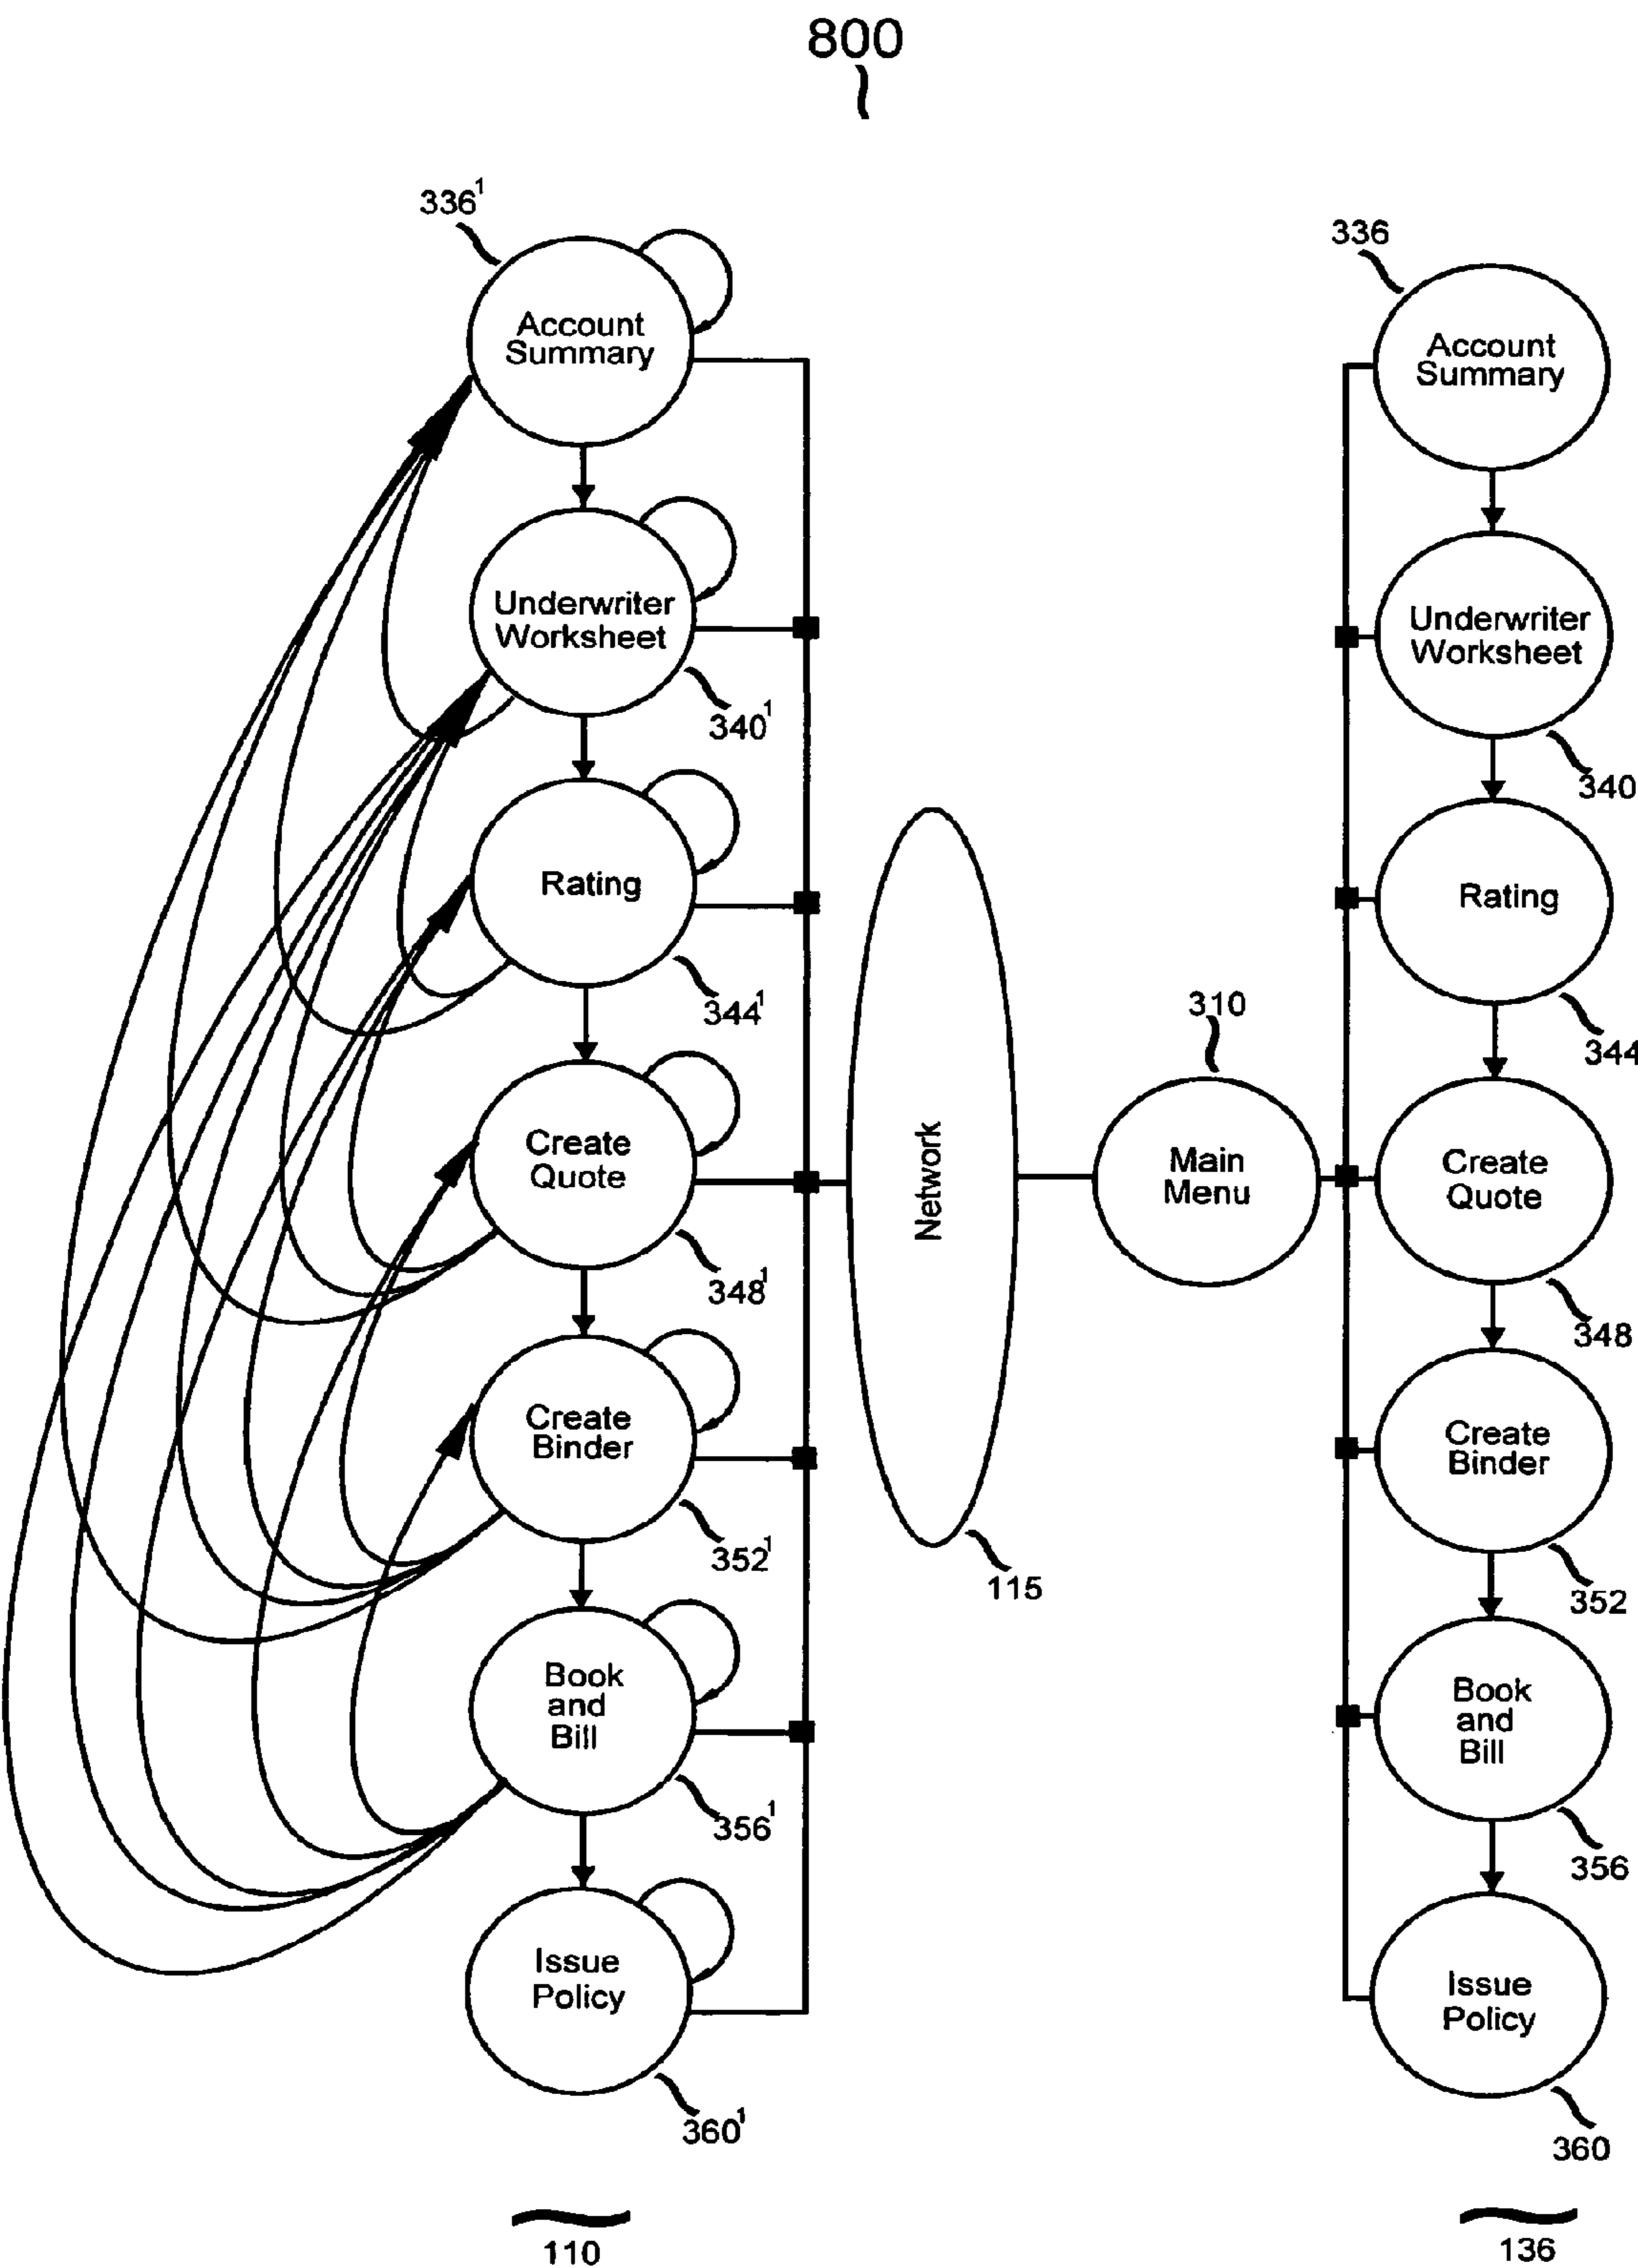 800
336¹
Account
Summary
Underwriter
Worksheet
340¹
Rating
344¹
Create
Quote
348¹
Create
Binder
352¹
Book
and
Bill
356¹
Issue
Policy
360¹
110
Network
115
310
Main
Menu
336
Account
Summary
Underwriter
Worksheet
340
Rating
344
Create
Quote
348
Create
Binder
352
Book
and
Bill
356
Issue
Policy
360
136